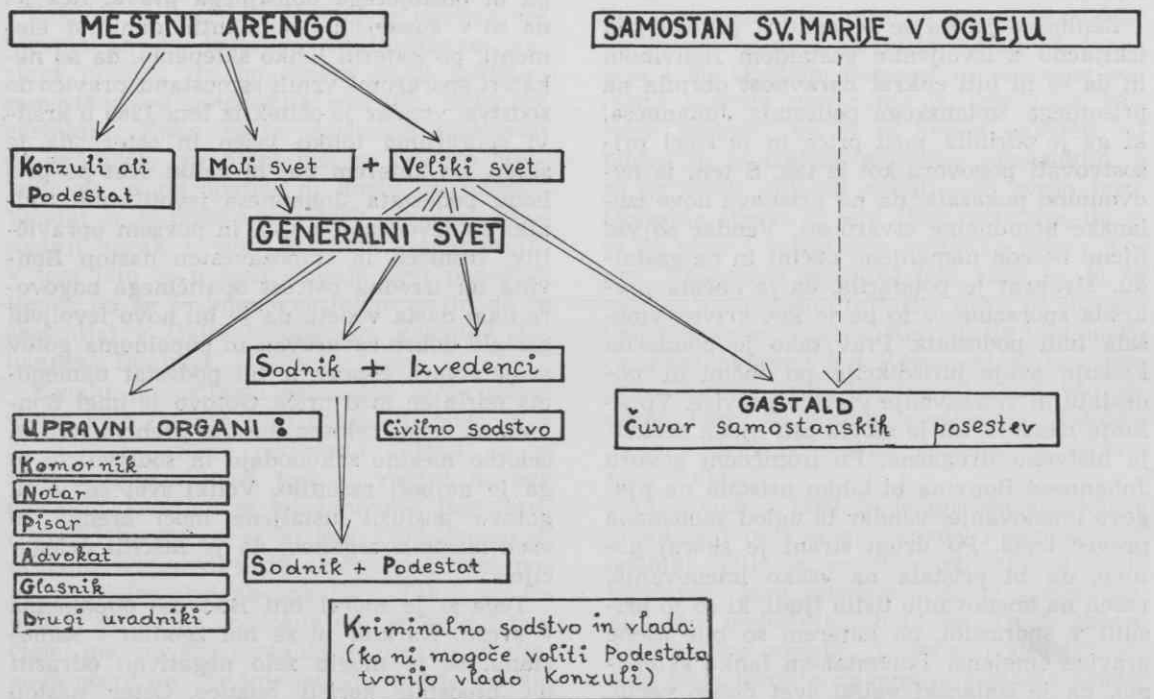 MESTNI ARENGO
SAMOSTAN SV.MARIJE V OGLEJU
Konzuli ali
Podestat
Mali svet + Veliki svet
GENERALNI SVET
Sodnik + Izvedenci
GASTALD
Čuvar samostanskih posestev
UPRAVNI ORGANI :
Civilno sodstvo
Komornik
Notar
Pisar
Advekat
Glasnik
Drugi uradniki
Sodnik + Podestat
Kriminalno sodstvo in vlada
(ko ni mogoče voliti Podestata
tvorijo vlado konzuli)